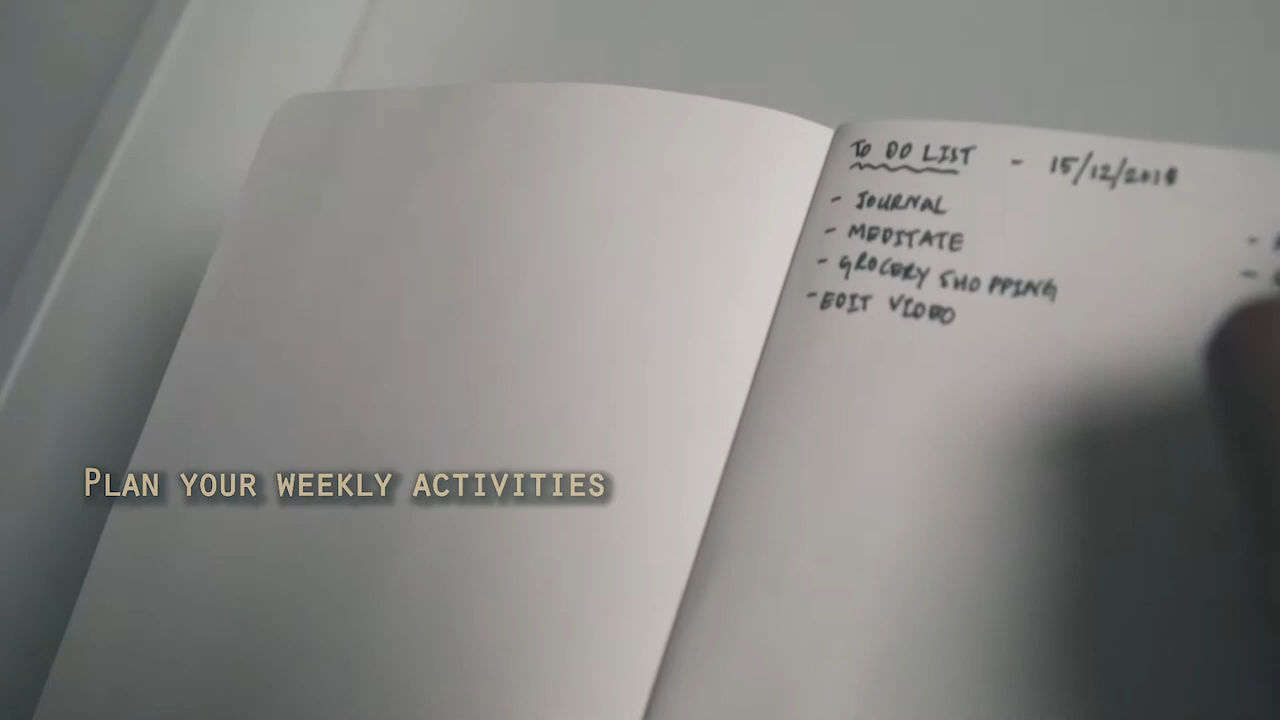 TO DO LIST - 15/12/2018
- JOURNAL
- MEDITATE
- GROCERY SHOPPING
- EDIT VIDEO
PLAN YOUR WEEKLY ACTIVITIES